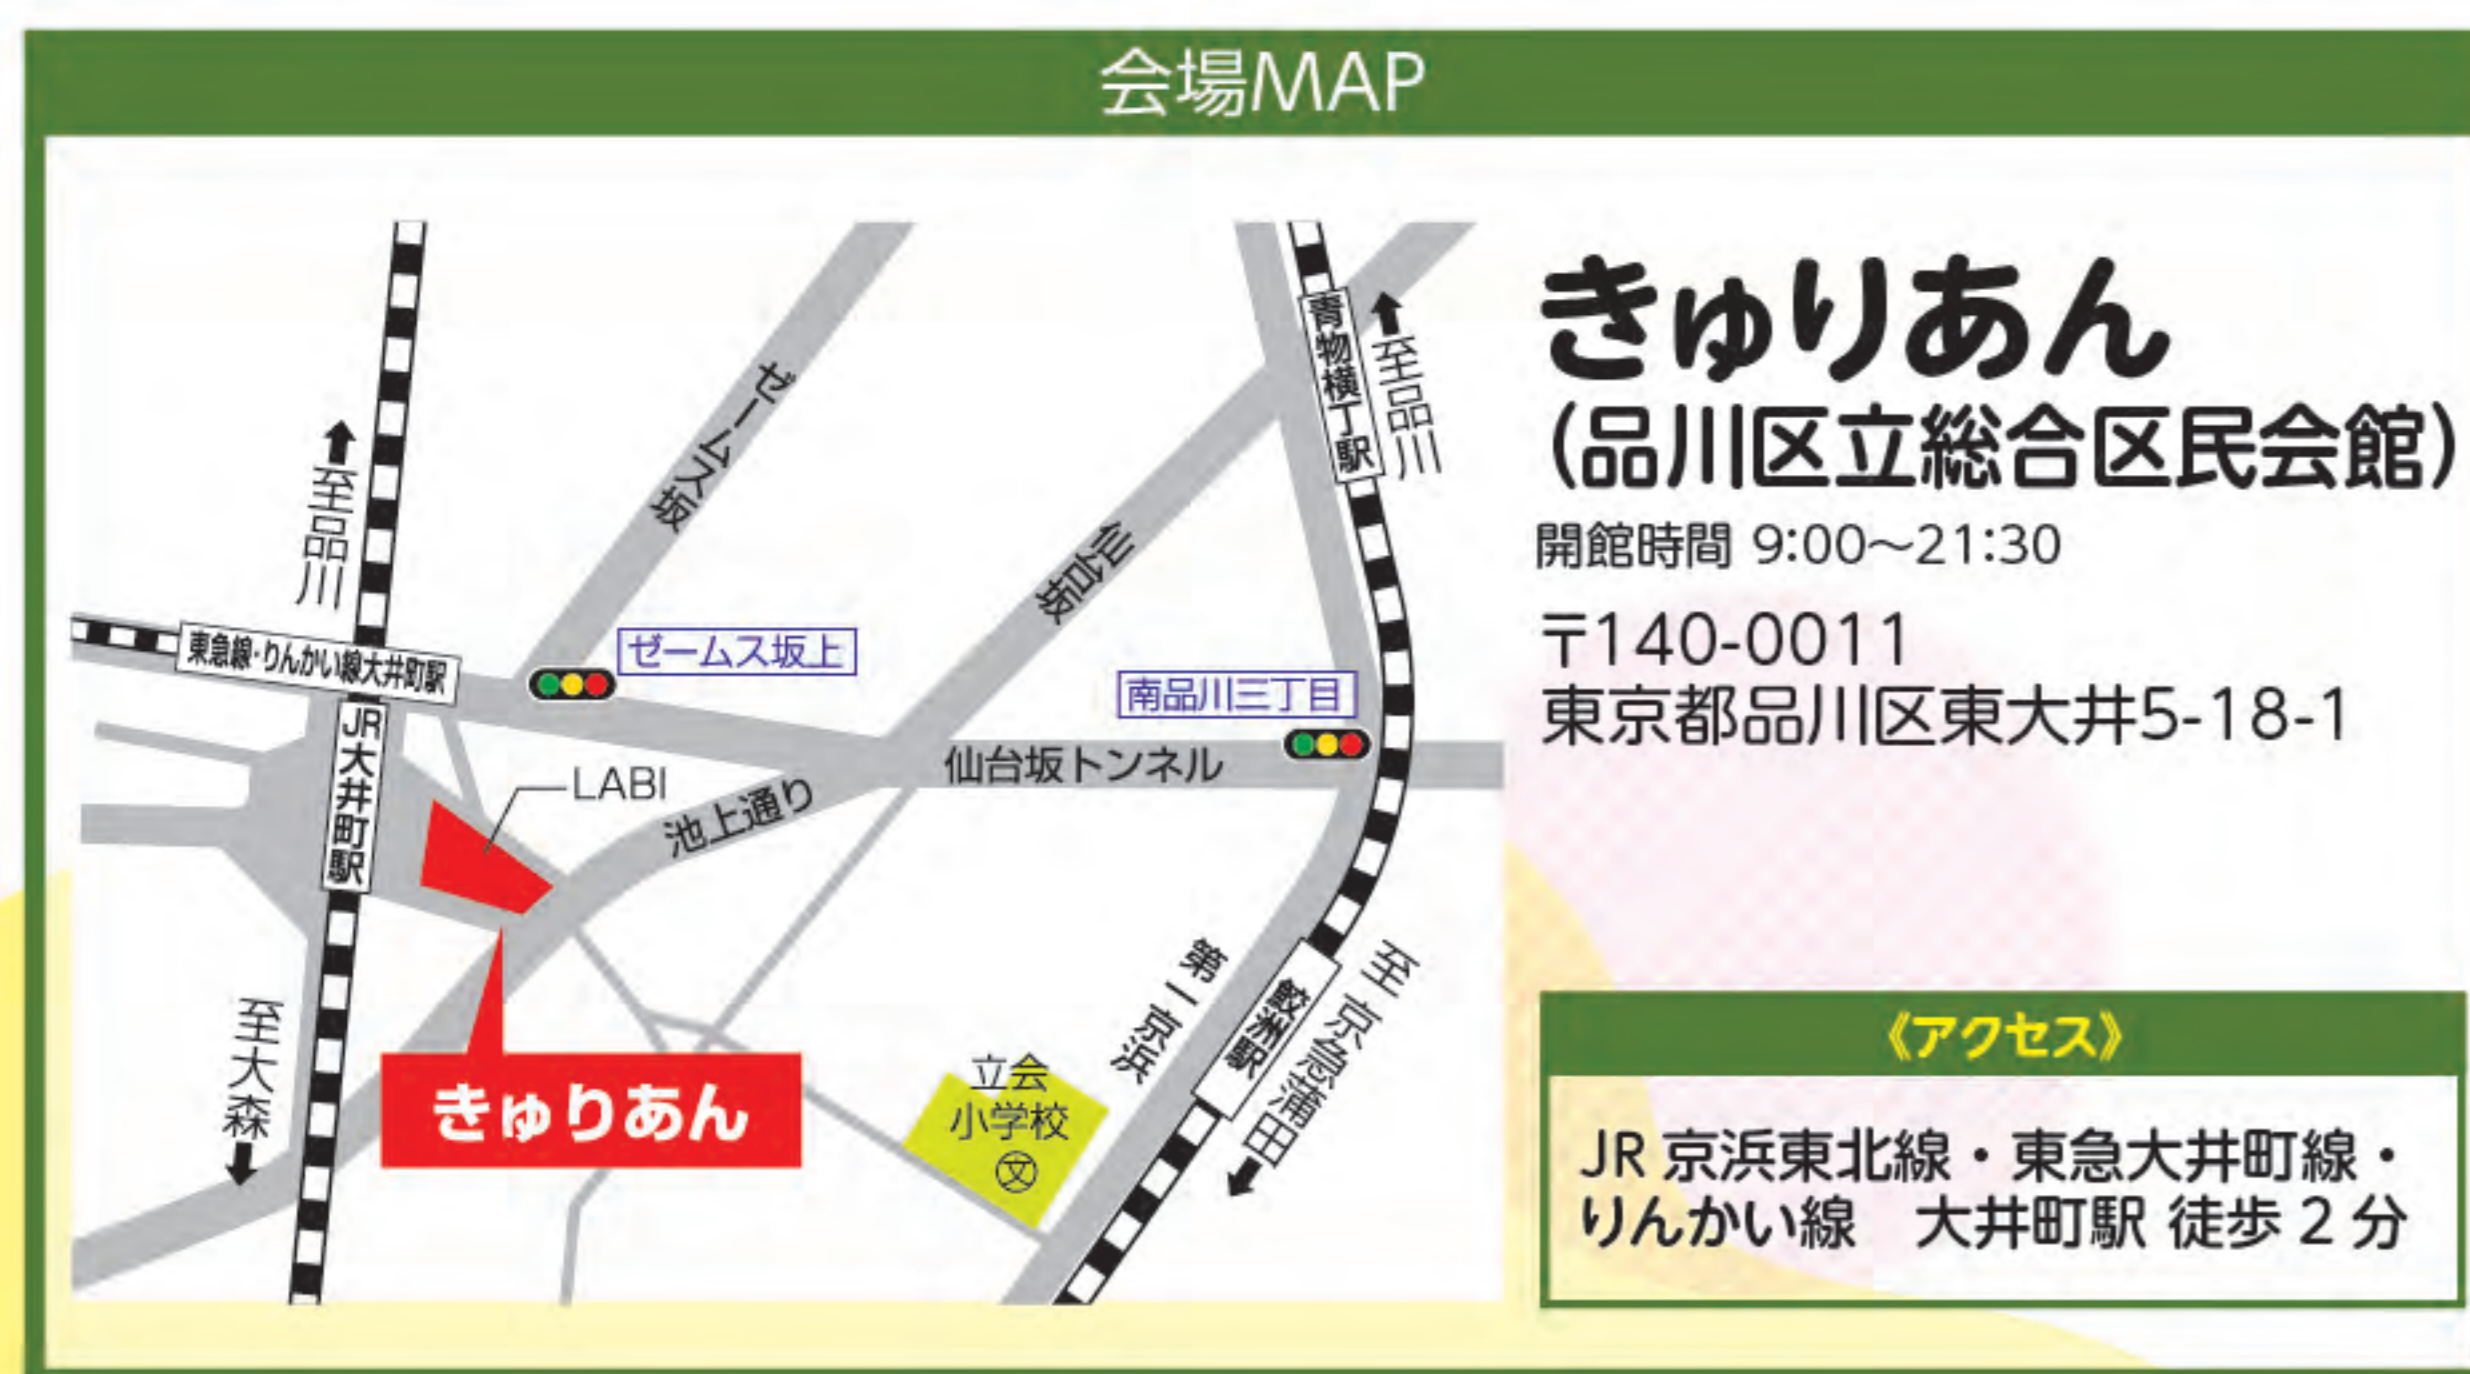 会場MAP
至品川
ゼームス坂
青物横丁駅
至品川
仙台坂
東急線・りんかい線大井町駅
ゼームス坂上
南品川三丁目
JR大井町駅
LABI
池上通り
仙台坂トンネル
第一京浜
鮫洲駅
至 京急蒲田
至大森
きゅりあん
立会
小学校
文
きゅりあん
(品川区立総合区民会館)
開館時間 9:00～21:30
〒140-0011
東京都品川区東大井5-18-1
《アクセス》
JR 京浜東北線・東急大井町線・
りんかい線　大井町駅 徒歩 2 分